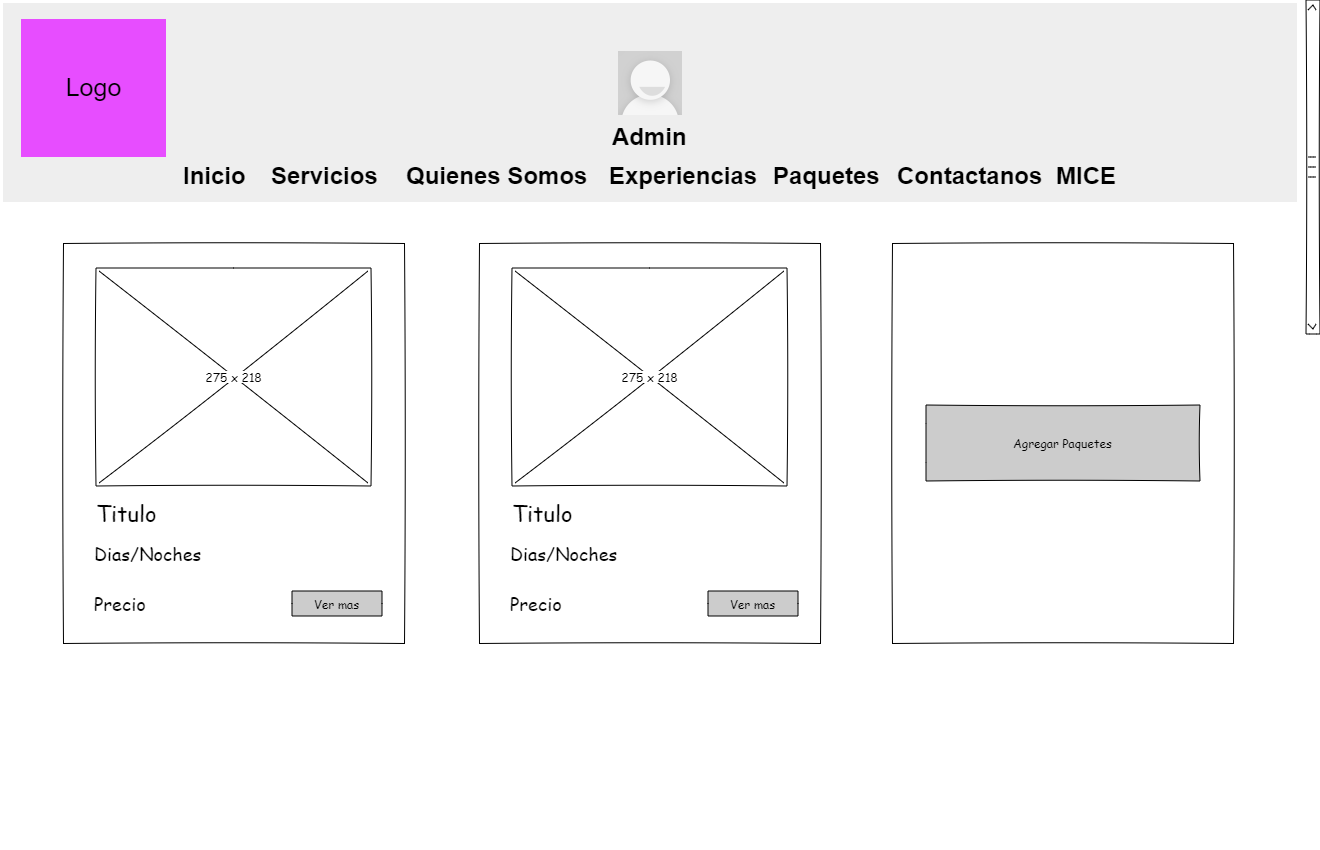 Logo
Admin
Inicio Servicios Quienes Somos Experiencias Paquetes Contactanos MICE
275 x 218
Titulo
Dias/Noches
Precio Ver mas
275 x 218
Titulo
Dias/Noches
Precio Ver mas
Agregar Paquetes